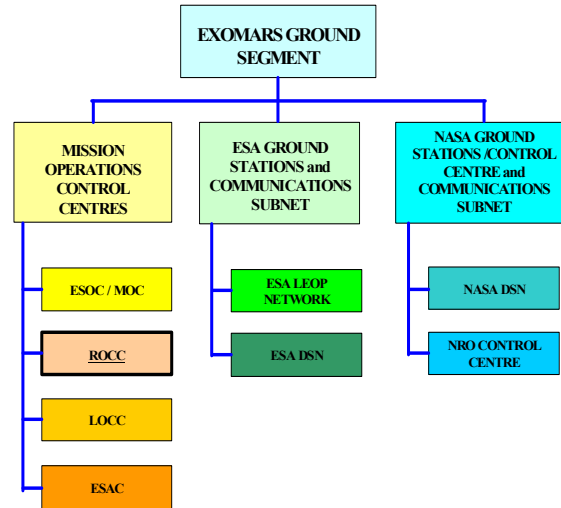 EXOMARS GROUND
SEGMENT
MISSION
OPERATIONS
CONTROL
CENTRES
ESA GROUND
STATIONS and
COMMUNICATIONS
SUBNET
NASA GROUND
STATIONS /CONTROL
CENTRE and
COMMUNICATIONS
SUBNET
ESOC / MOC
ROCC
LOCC
ESAC
ESA LEOP
NETWORK
ESA DSN
NASA DSN
NRO CONTROL
CENTRE